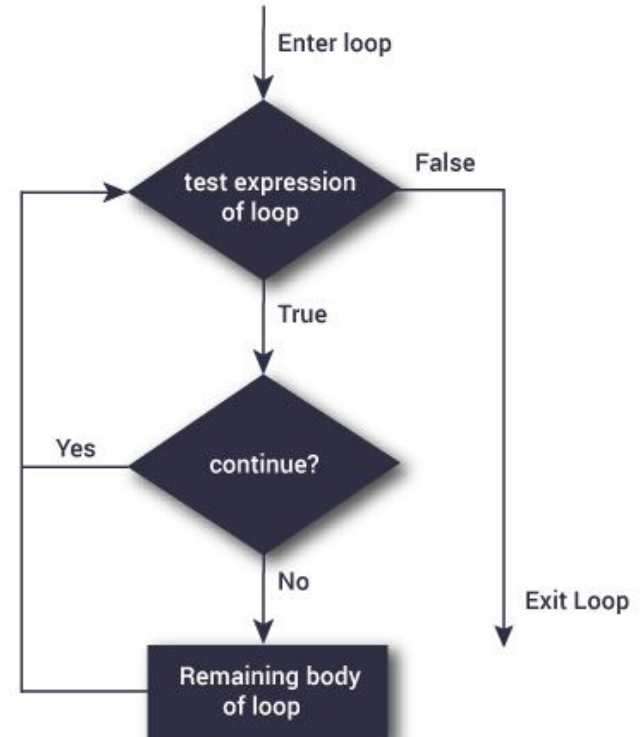 Enter loop
test expression
of loop
False
True
continue?
Yes
No
Exit Loop
Remaining body
of loop